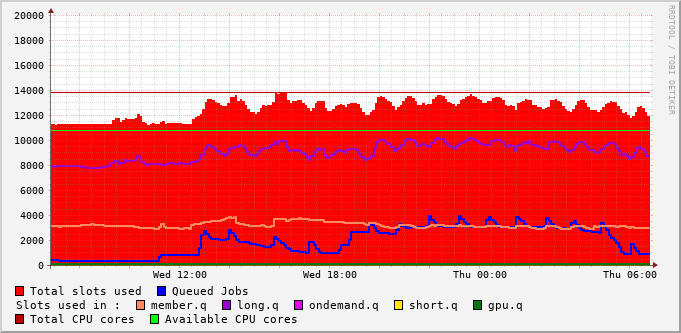 RRDTOOL / TOBI OETIKER
20000
18000
16000
14000
12000
10000
8000
6000
4000
2000
0
Wed 12:00 Wed 18:00 Thu 00:00 Thu 06:00
Total slots used Queued Jobs
Slots used in : member.q long.q ondemand.q short.q gpu.q
Total CPU cores Available CPU cores